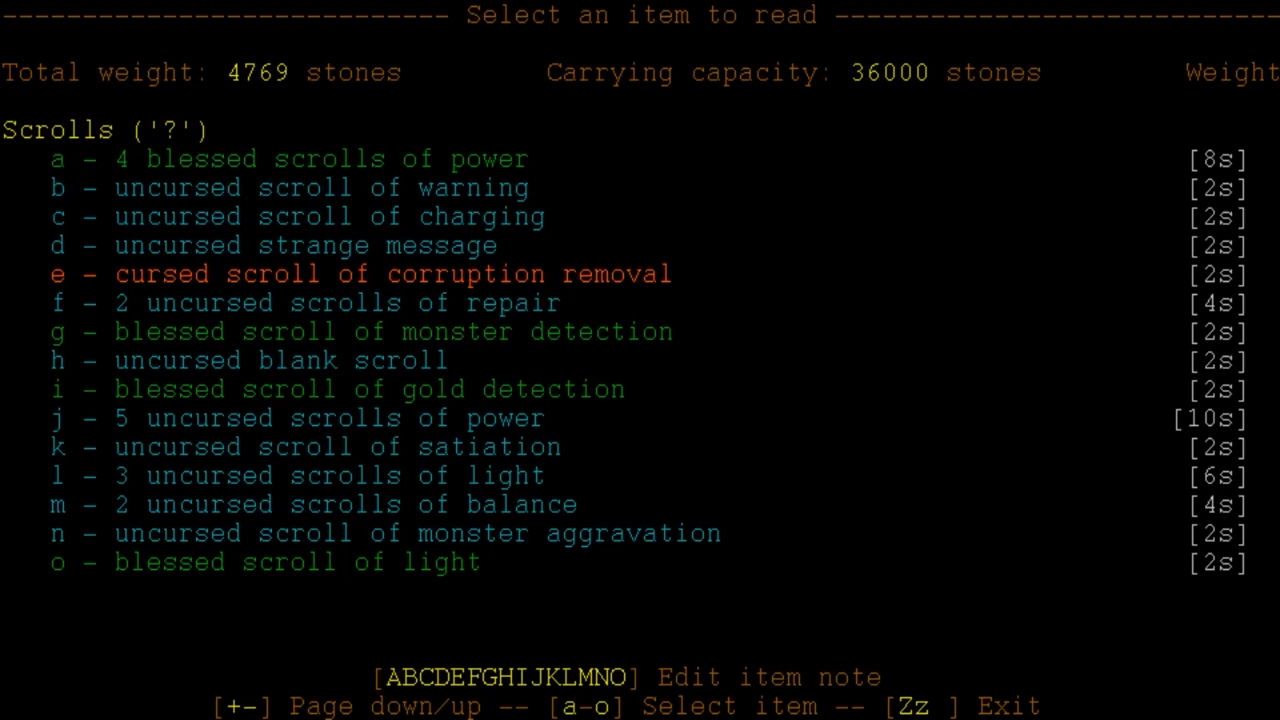 ---------------------------- Select an item to read ----------------------------
Total weight: 4769 stones Carrying capacity: 36000 stones Weight
Scrolls ('?')
a - 4 blessed scrolls of power [8s]
b - uncursed scroll of warning [2s]
c - uncursed scroll of charging [2s]
d - uncursed strange message [2s]
e - cursed scroll of corruption removal [2s]
f - 2 uncursed scrolls of repair [4s]
g - blessed scroll of monster detection [2s]
h - uncursed blank scroll [2s]
i - blessed scroll of gold detection [2s]
j - 5 uncursed scrolls of power [10s]
k - uncursed scroll of satiation [2s]
l - 3 uncursed scrolls of light [6s]
m - 2 uncursed scrolls of balance [4s]
n - uncursed scroll of monster aggravation [2s]
o - blessed scroll of light [2s]
[ABCDEFGHIJKLMNO] Edit item note
[+-] Page down/up -- [a-o] Select item -- [Zz ] Exit